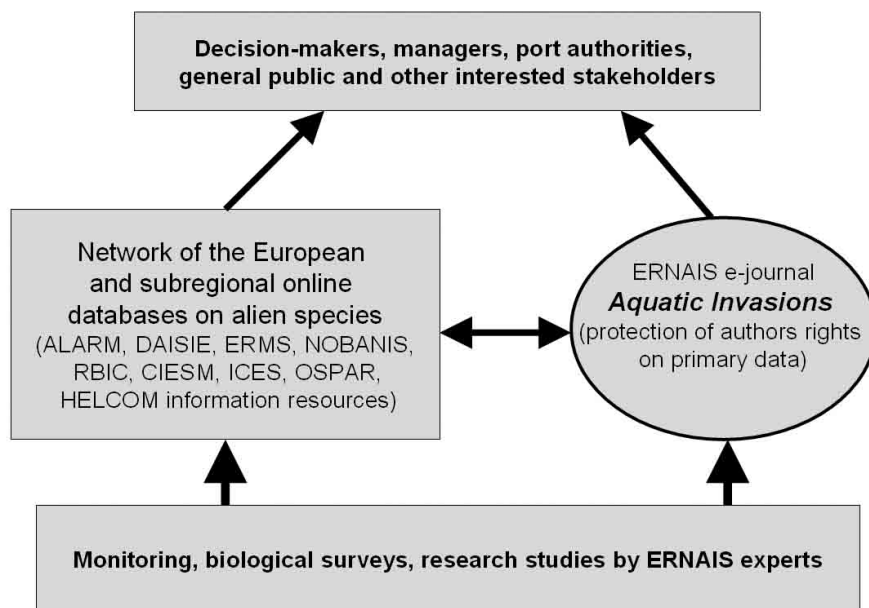 Decision-makers, managers, port authorities,
general public and other interested stakeholders
Network of the European
and subregional online
databases on alien species
(ALARM, DAISIE, ERMS, NOBANIS,
RBIC, CIESM, ICES, OSPAR,
HELCOM information resources)
ERNAIS e-journal
Aquatic Invasions
(protection of authors rights
on primary data)
Monitoring, biological surveys, research studies by ERNAIS experts